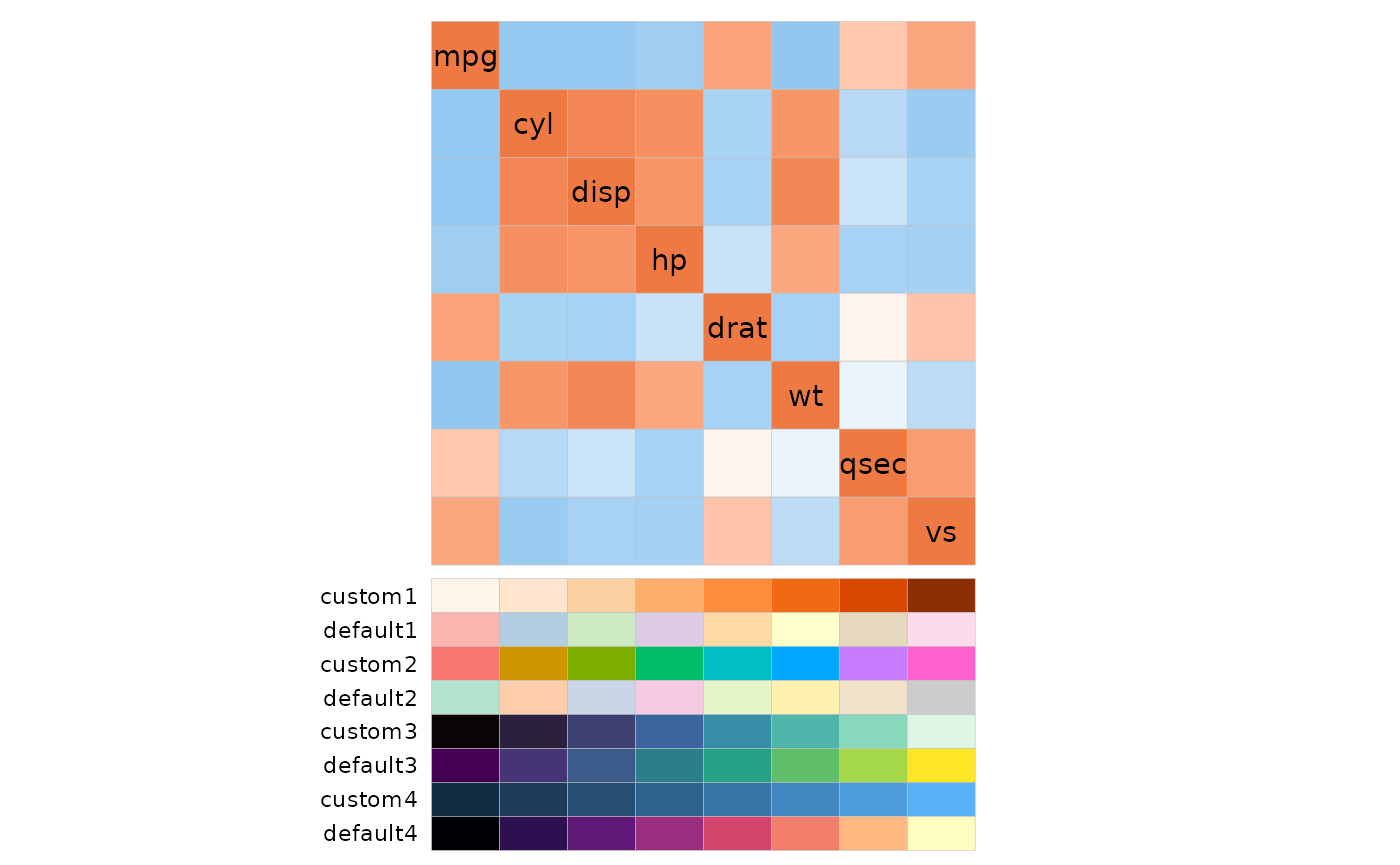 mpg
cyl
disp
hp
drat
wt
qsec
vs
custom1
default1
custom2
default2
custom3
default3
custom4
default4